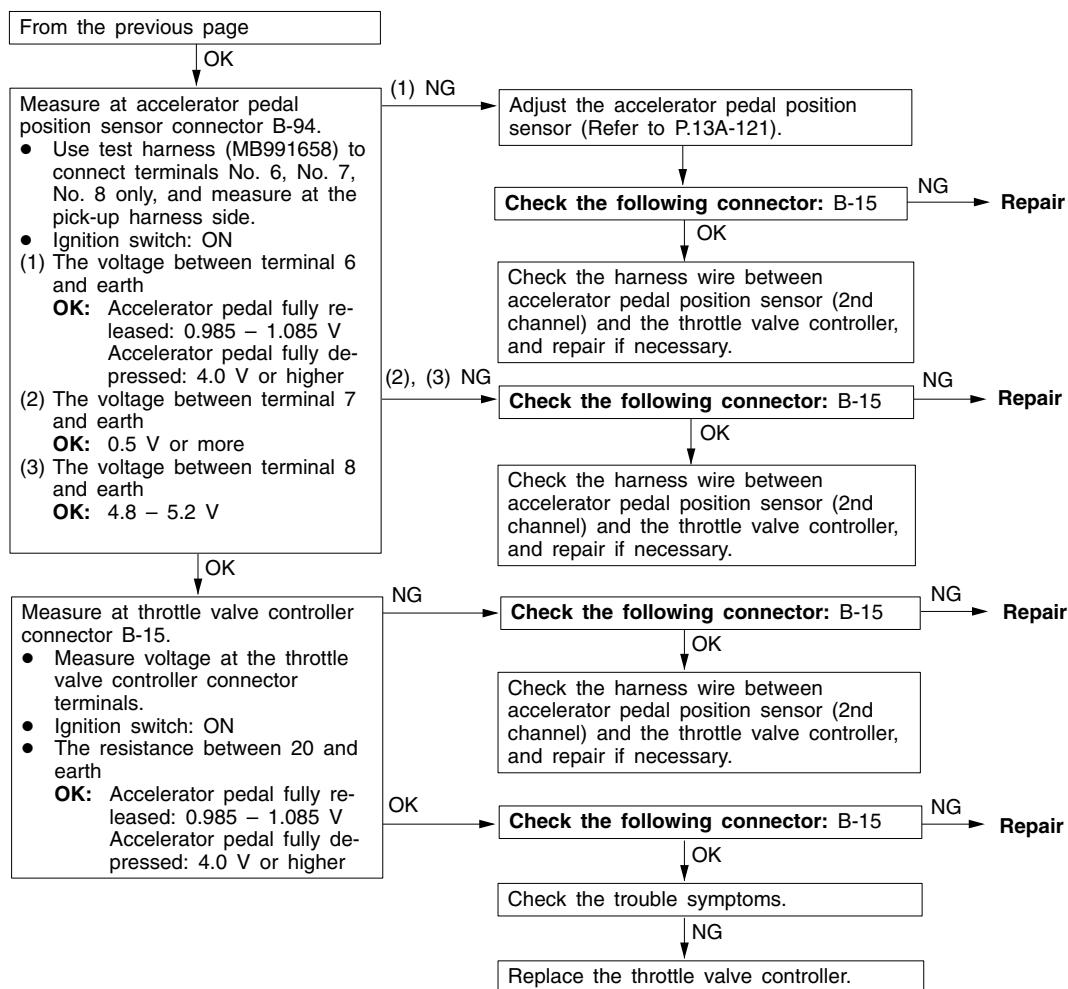 From the previous page
OK
Measure at accelerator pedal
position sensor connector B-94.
● Use test harness (MB991658) to
connect terminals No. 6, No. 7,
No. 8 only, and measure at the
pick-up harness side.
● Ignition switch: ON
(1) The voltage between terminal 6
and earth
OK: Accelerator pedal fully re-
leased: 0.985 – 1.085 V
Accelerator pedal fully de-
pressed: 4.0 V or higher
(2) The voltage between terminal 7
and earth
OK: 0.5 V or more
(3) The voltage between terminal 8
and earth
OK: 4.8 – 5.2 V
(1) NG
Adjust the accelerator pedal position
sensor (Refer to P.13A-121).
Check the following connector: B-15
NG
Repair
OK
Check the harness wire between
accelerator pedal position sensor (2nd
channel) and the throttle valve controller,
and repair if necessary.
(2), (3) NG
Check the following connector: B-15
NG
Repair
OK
Check the harness wire between
accelerator pedal position sensor (2nd
channel) and the throttle valve controller,
and repair if necessary.
OK
Measure at throttle valve controller
connector B-15.
● Measure voltage at the throttle
valve controller connector
terminals.
● Ignition switch: ON
● The resistance between 20 and
earth
OK: Accelerator pedal fully re-
leased: 0.985 – 1.085 V
Accelerator pedal fully de-
pressed: 4.0 V or higher
NG
Check the following connector: B-15
NG
Repair
OK
Check the harness wire between
accelerator pedal position sensor (2nd
channel) and the throttle valve controller,
and repair if necessary.
OK
Check the following connector: B-15
NG
Repair
OK
Check the trouble symptoms.
NG
Replace the throttle valve controller.